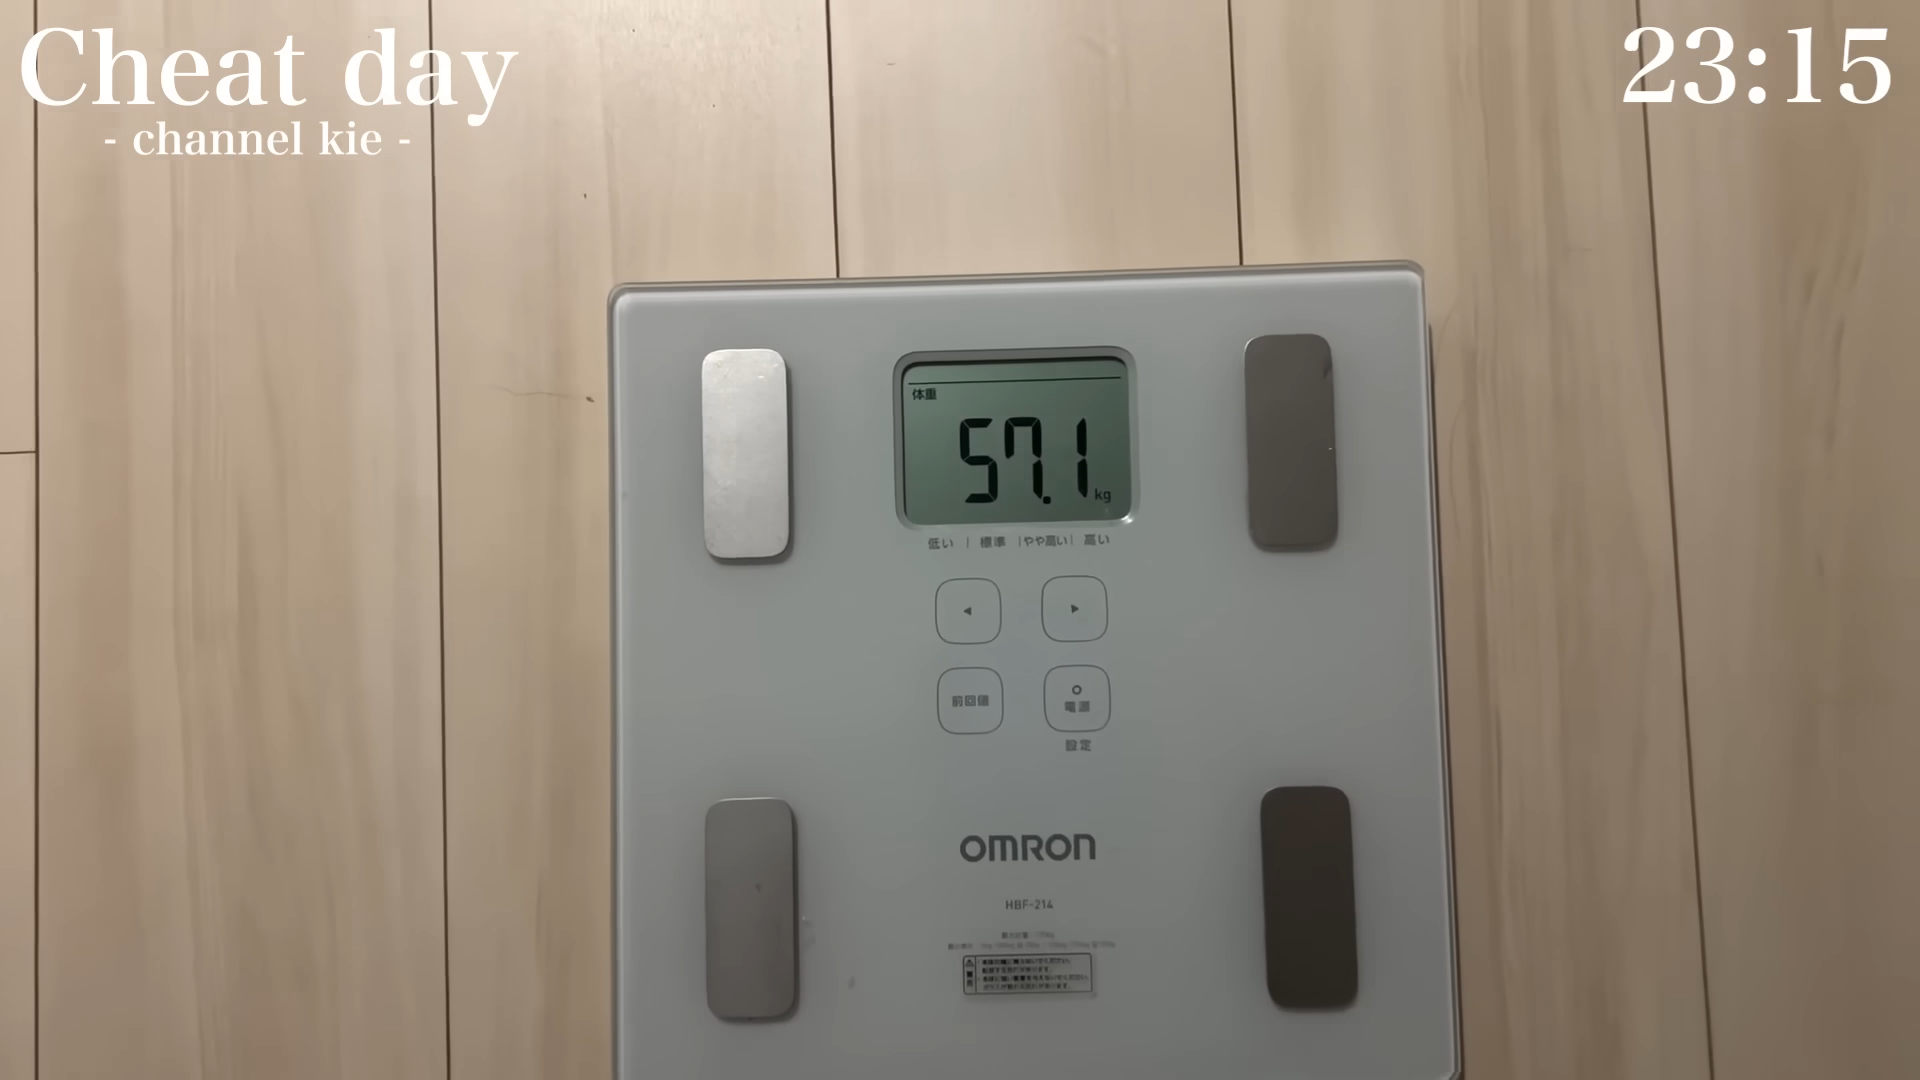 Cheat day
- channel kie -
23:15
体重
57.1 kg
低い | 標準 |やや高い| 高い
前回値
電源
設定
OMRON
HBF-214